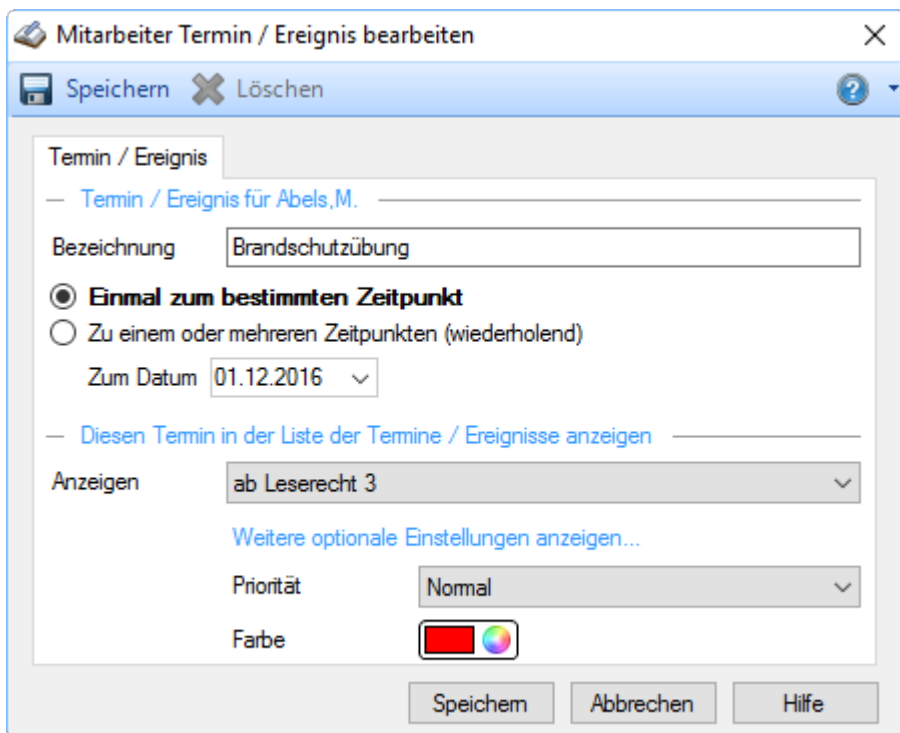 Mitarbeiter Termin / Ereignis bearbeiten
Speichern Löschen
Termin / Ereignis
Termin / Ereignis für Abels,M.
Bezeichnung Brandschutzübung
Einmal zum bestimmten Zeitpunkt
Zu einem oder mehreren Zeitpunkten (wiederholend)
Zum Datum 01.12.2016
Diesen Termin in der Liste der Termine / Ereignisse anzeigen
Anzeigen ab Leserecht 3
Weitere optionale Einstellungen anzeigen...
Priorität Normal
Farbe
Speichern Abbrechen Hilfe